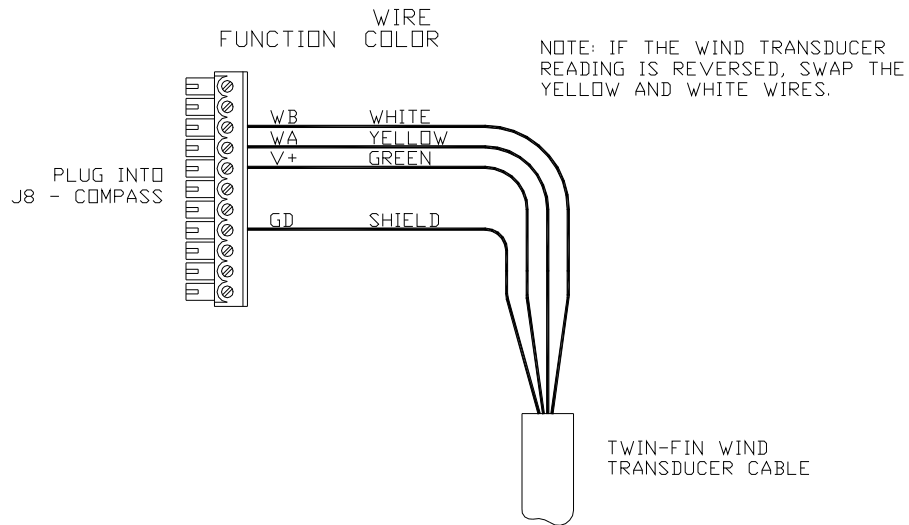 WIRE
FUNCTION COLOR
NOTE: IF THE WIND TRANSDUCER
READING IS REVERSED, SWAP THE
YELLOW AND WHITE WIRES.
WB WHITE
WA YELLOW
V+ GREEN
PLUG INTO
J8 - COMPASS
GD SHIELD
TWIN-FIN WIND
TRANSDUCER CABLE